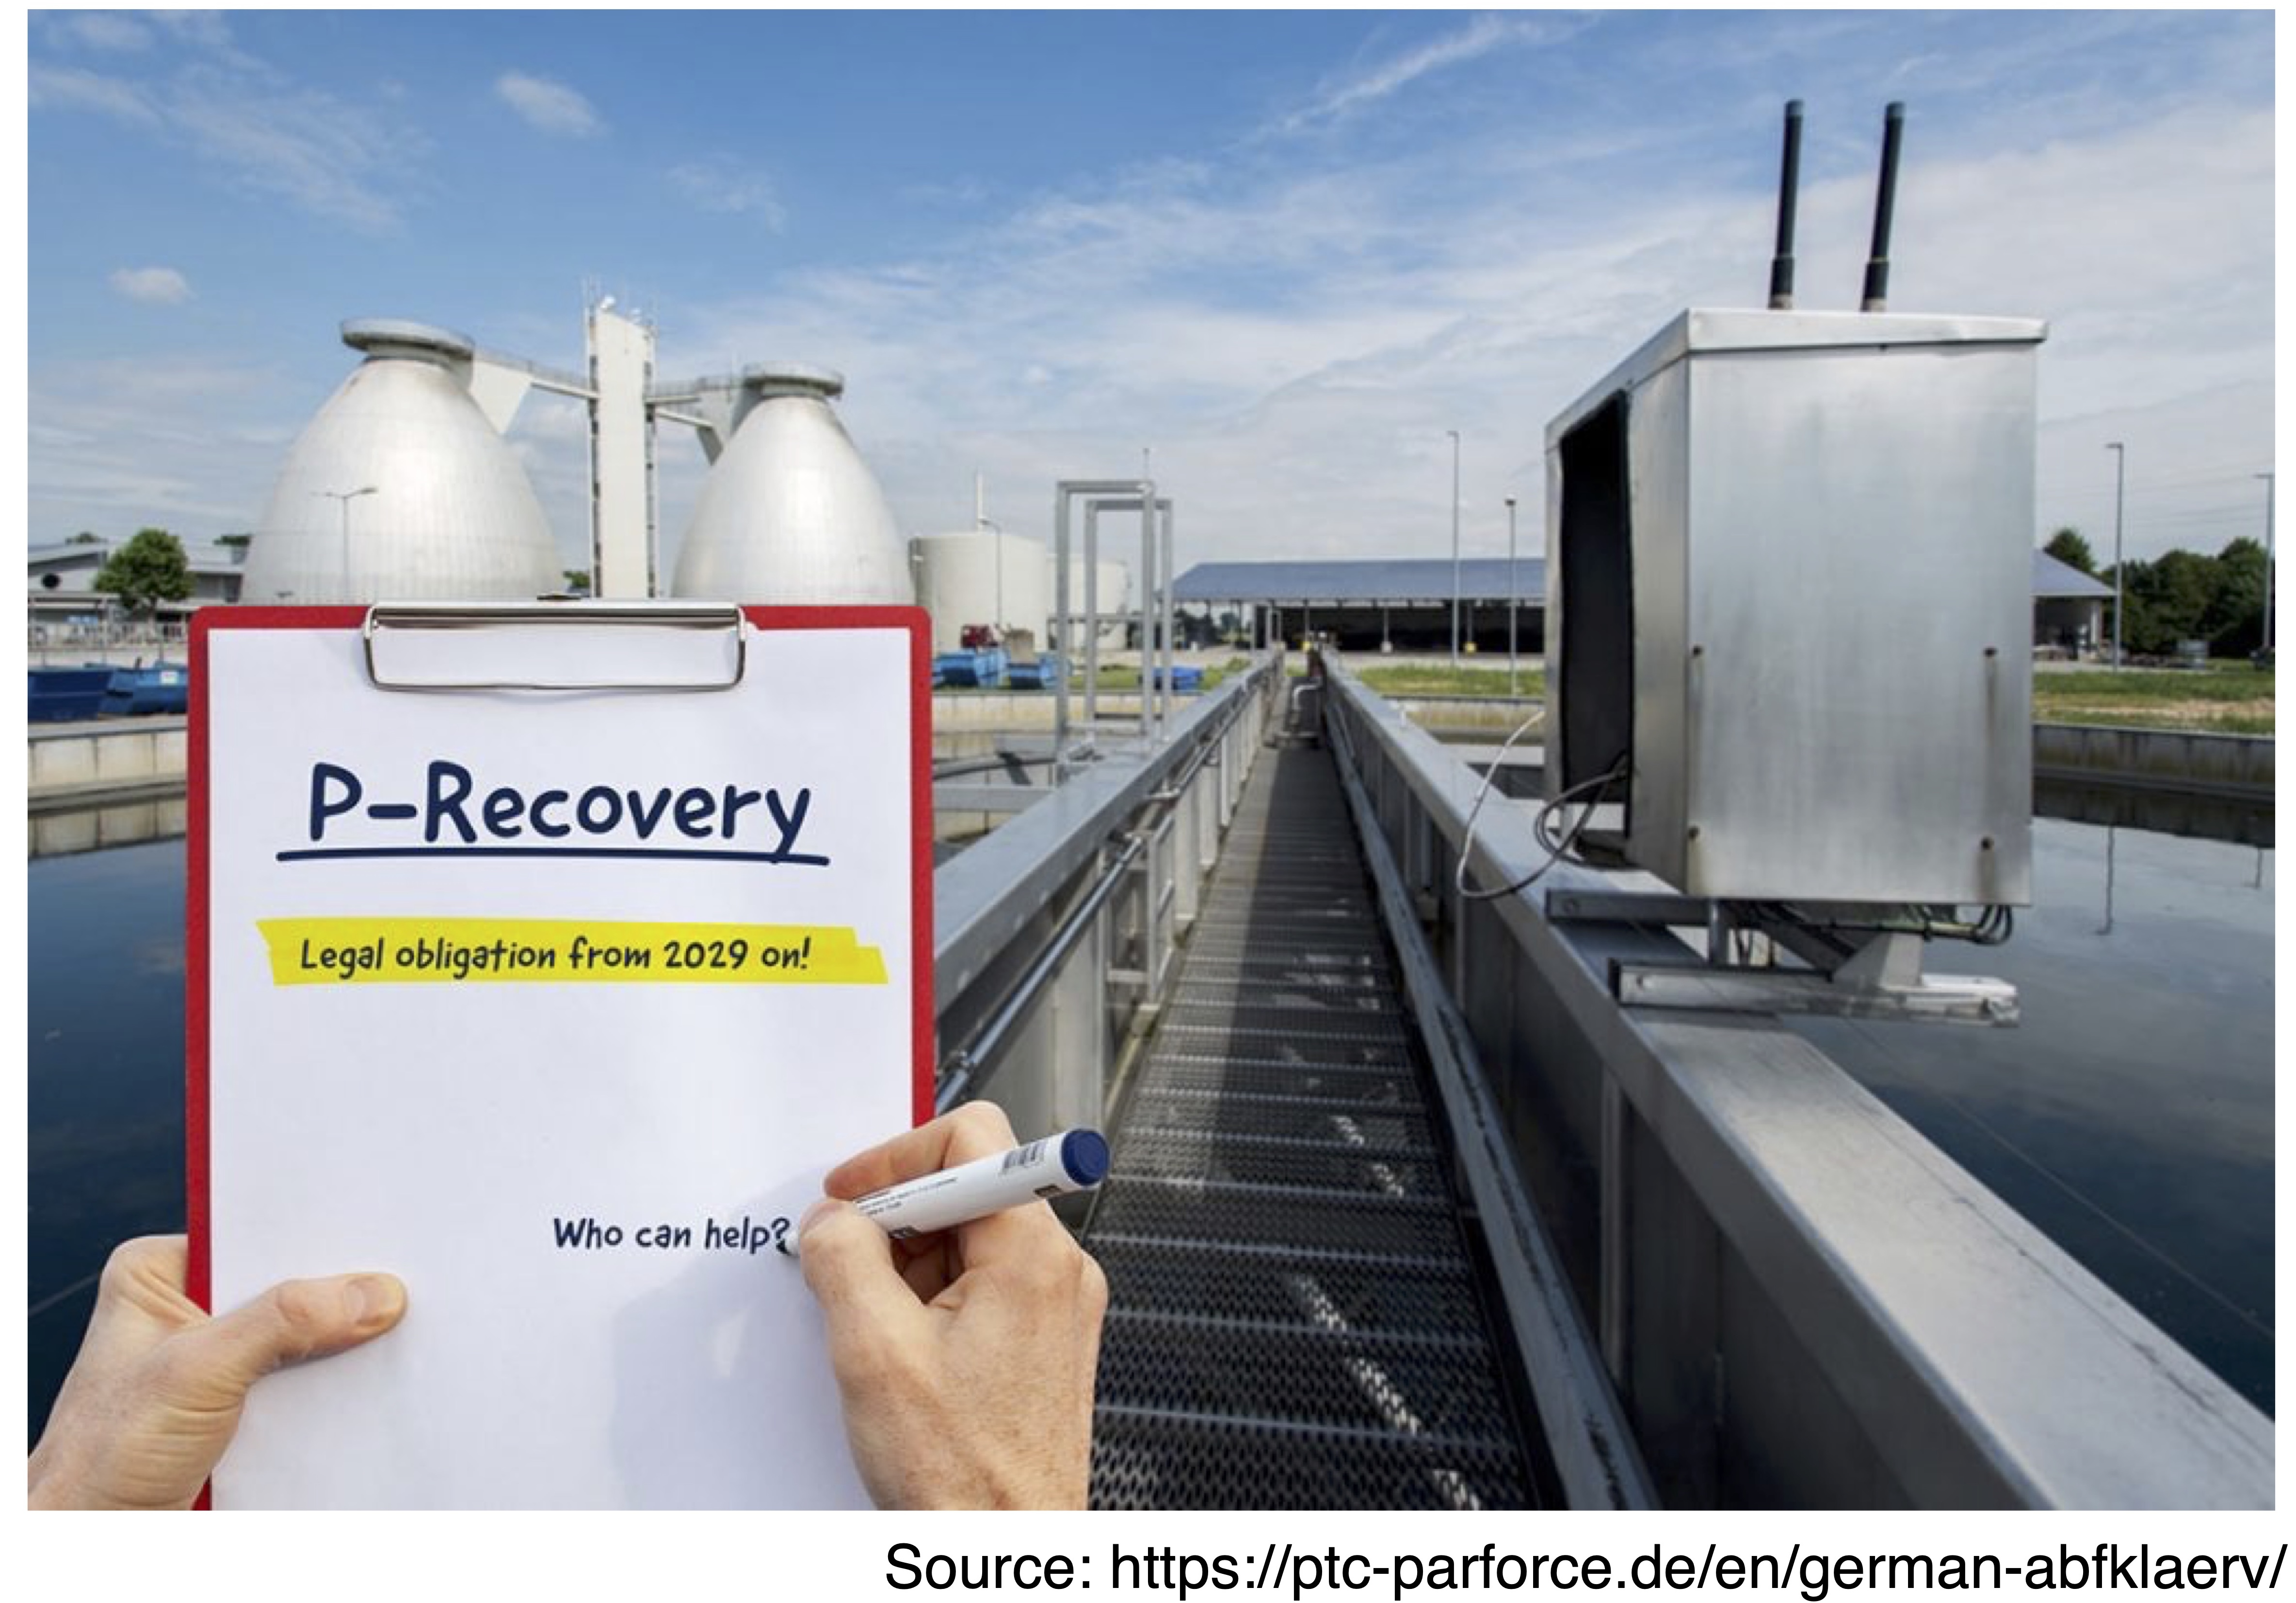 P-Recovery
Legal obligation from 2029 on!
Who can help?
Source: https://ptc-parforce.de/en/german-abfklaerv/